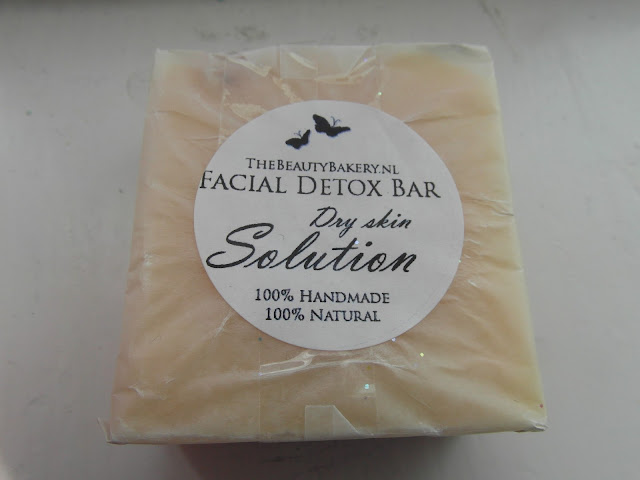 TheBeautyBakery.nl
Facial Detox Bar
Dry skin
Solution
100% Handmade
100% Natural